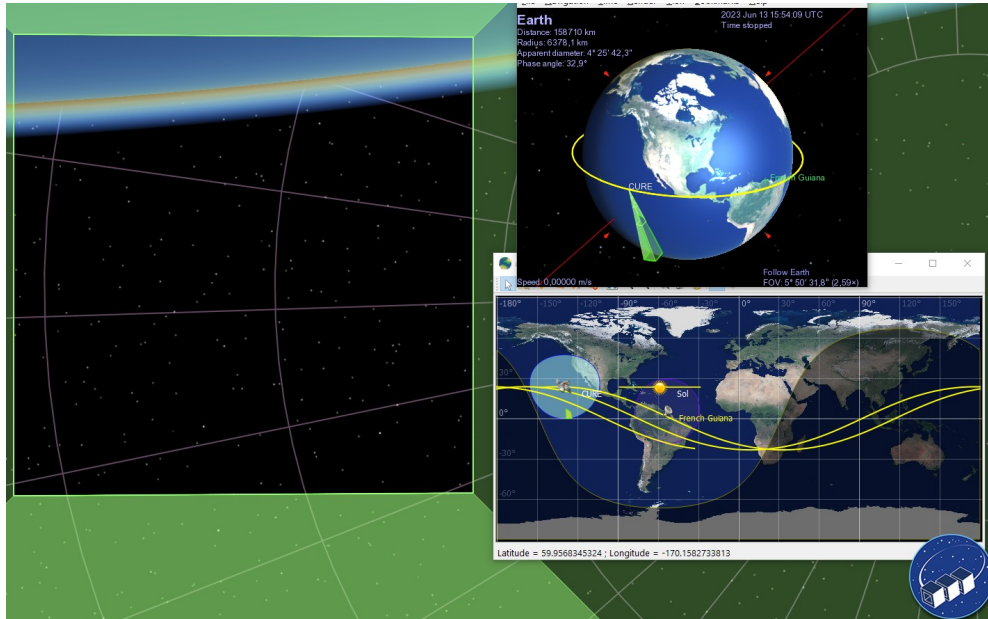 Earth
Distance: 158710 km
Radius: 6378,1 km
Apparent diameter: 4° 25' 42,3"
Phase angle: 32,9°
2023 Jun 13 15:54:09 UTC
Time stopped
CURE
French Guiana
Speed: 0,00000 m/s
Follow Earth
FOV: 5° 50' 31,8" (2,59×)
-180° -150° -120° -90° -60° -30° 0° 30° 60° 90° 120° 150°
30°
CURE
Sol
0°
French Guiana
-30°
-60°
Latitude = 59.9568345324 ; Longitude = -170.1582733813